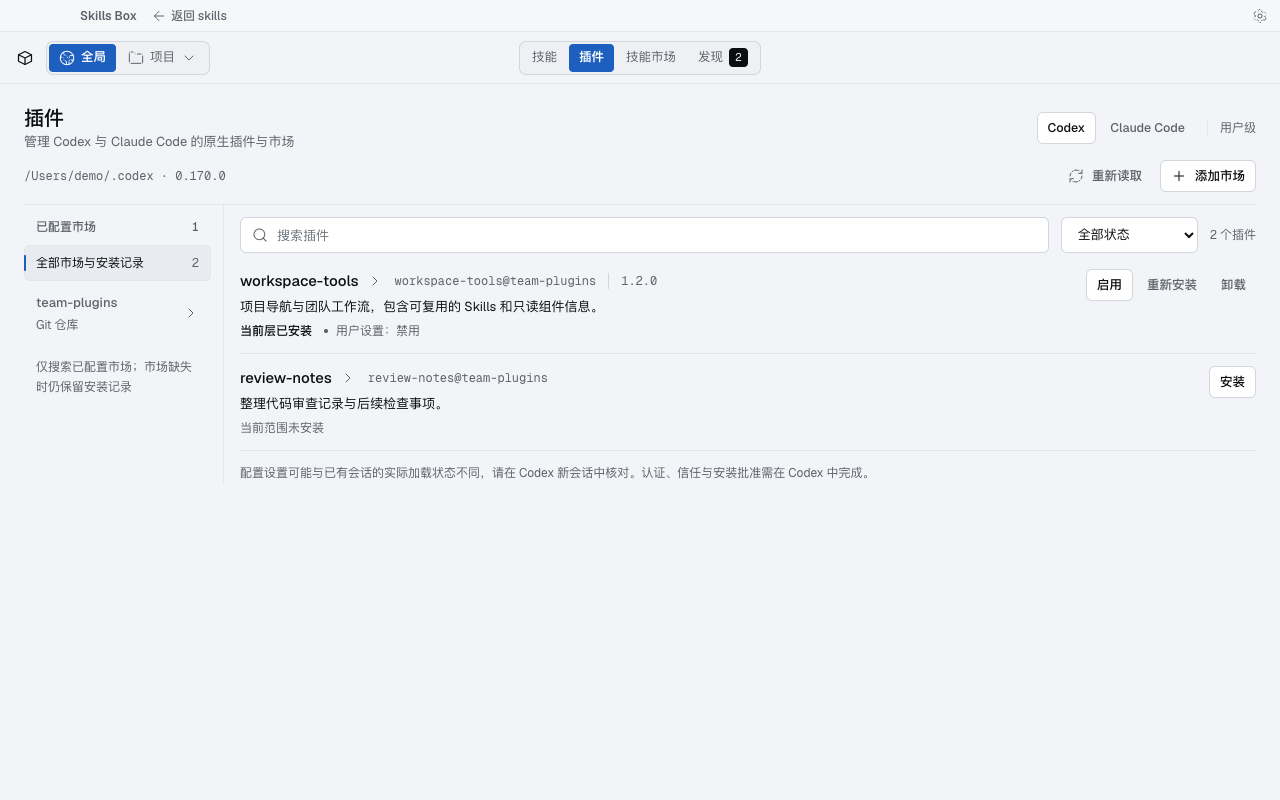 Skills Box
返回 skills
全局
项目
技能
插件
技能市场
发现 2
插件
管理 Codex 与 Claude Code 的原生插件与市场
Codex
Claude Code
用户级
/Users/demo/.codex · 0.170.0
重新读取
添加市场
已配置市场 1
全部市场与安装记录 2
team-plugins
Git 仓库
仅搜索已配置市场；市场缺失
时仍保留安装记录
搜索插件
全部状态
2 个插件
workspace-tools
workspace-tools@team-plugins
1.2.0
启用
重新安装
卸载
项目导航与团队工作流，包含可复用的 Skills 和只读组件信息。
当前层已安装 • 用户设置：禁用
review-notes
review-notes@team-plugins
安装
整理代码审查记录与后续检查事项。
当前范围未安装
配置设置可能与已有会话的实际加载状态不同，请在 Codex 新会话中核对。认证、信任与安装批准需在 Codex 中完成。